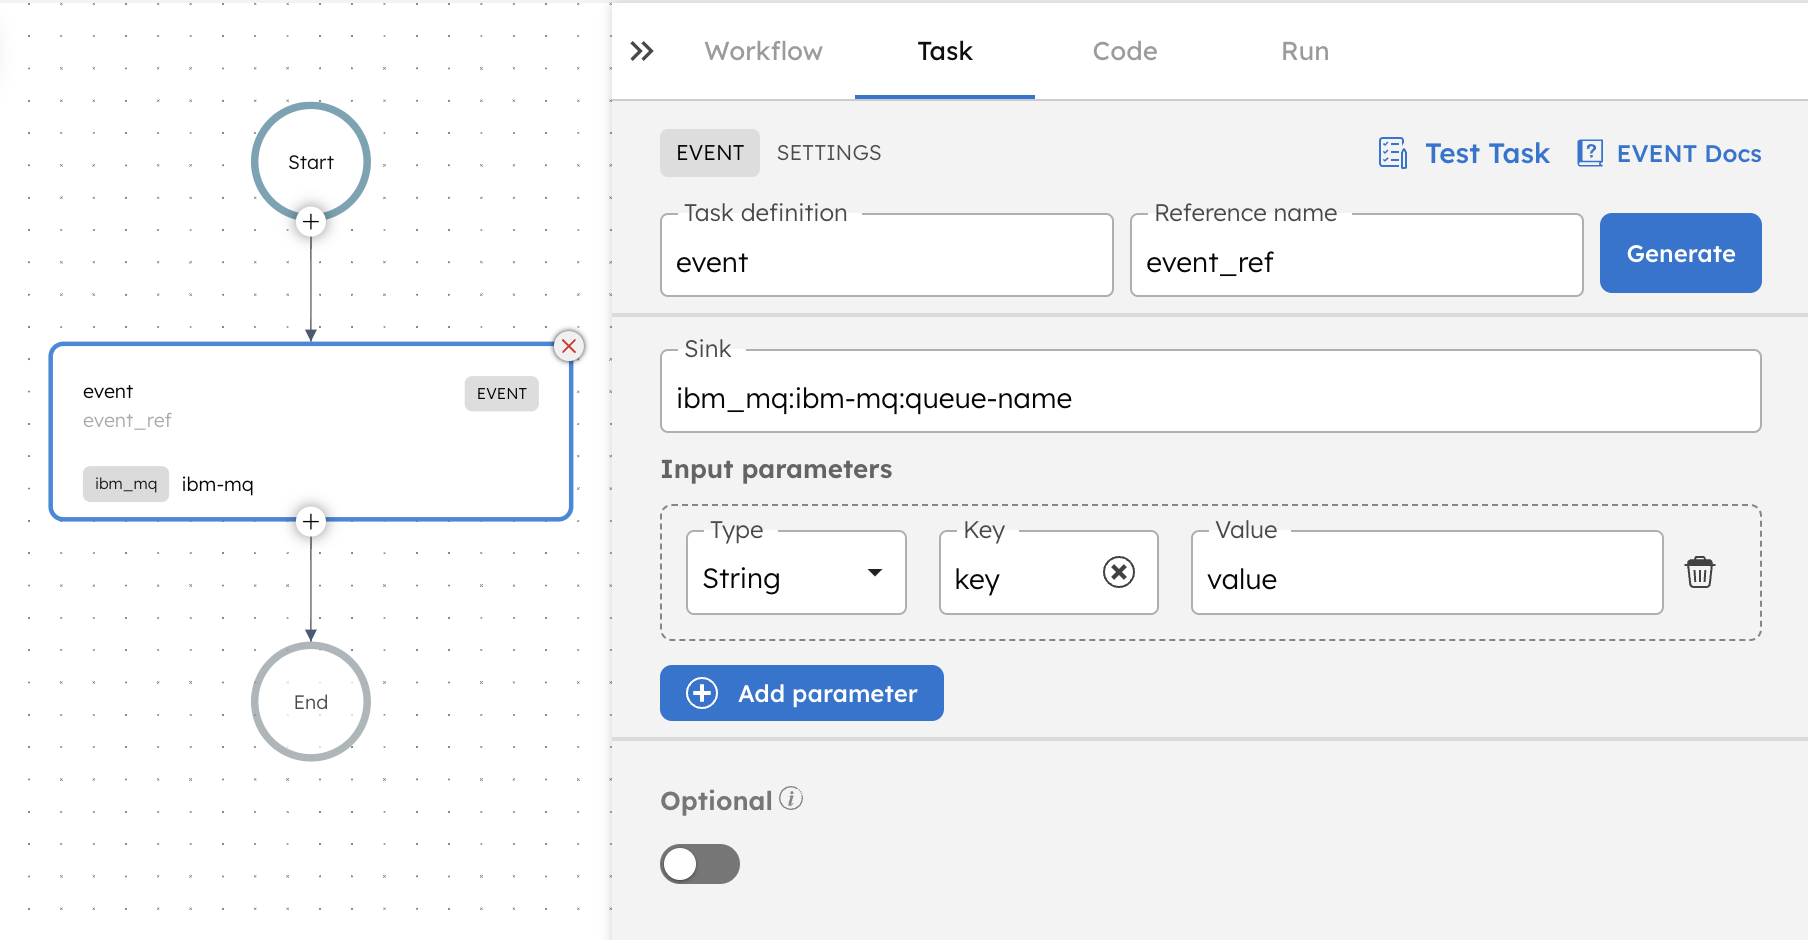 Start
event
EVENT
event_ref
ibm_mq ibm-mq
End
Workflow Task Code Run
EVENT SETTINGS Test Task EVENT Docs
Task definition Reference name
event event_ref Generate
Sink
ibm_mq:ibm-mq:queue-name
Input parameters
Type Key Value
String key value
Add parameter
Optional